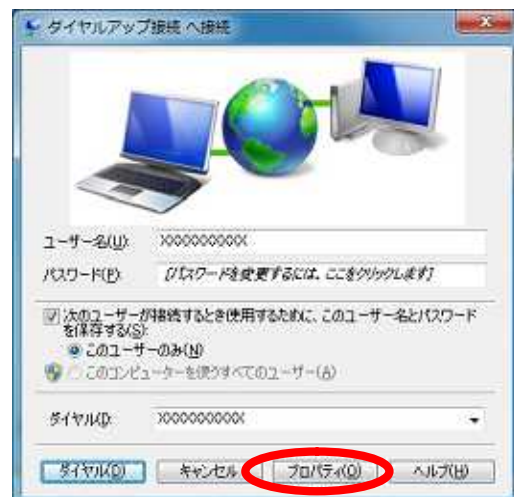 ダイヤルアップ接続 へ接続
ユーザー名(U): XXXXXXXXXXX
パスワード(P): [パスワードを変更するには、ここをクリックします]
次のユーザーが接続するとき使用するために、このユーザー名とパスワード
を保存する(S):
このユーザーのみ(N)
このコンピューターを使うすべてのユーザー(A)
ダイヤル(I): XXXXXXXXXXX
ダイヤル(D) キャンセル プロパティ(O) ヘルプ(H)